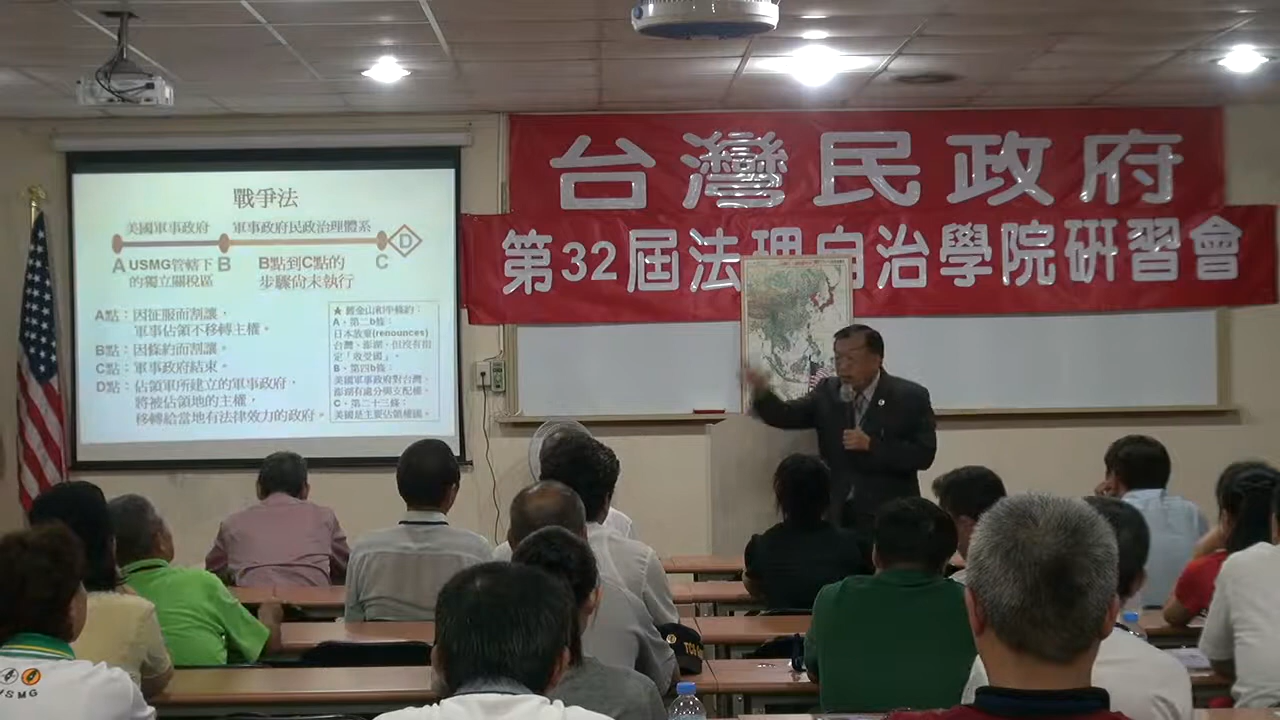 台灣民政府
第32屆法理自治學院研習會
戰爭法
美國軍事政府
軍事政府民政治理體系
D
A
USMG管轄下
的獨立關稅區
B
B點到C點的
步驟尚未執行
C
A點：因征服而割讓，
軍事佔領不移轉主權。
B點：因條約而割讓。
C點：軍事政府結束。
D點：佔領軍所建立的軍事政府，
將被佔領地的主權，
移轉給當地有法律效力的政府。
★ 舊金山和平條約：
A、第二b條：
日本放棄(renounces)
台灣、澎湖，但沒有指
定「收受國」。
B、第四b條：
美國軍事政府對台灣、
澎湖有處分與支配權。
C、第二十三條：
美國是主要佔領權國。
USMG